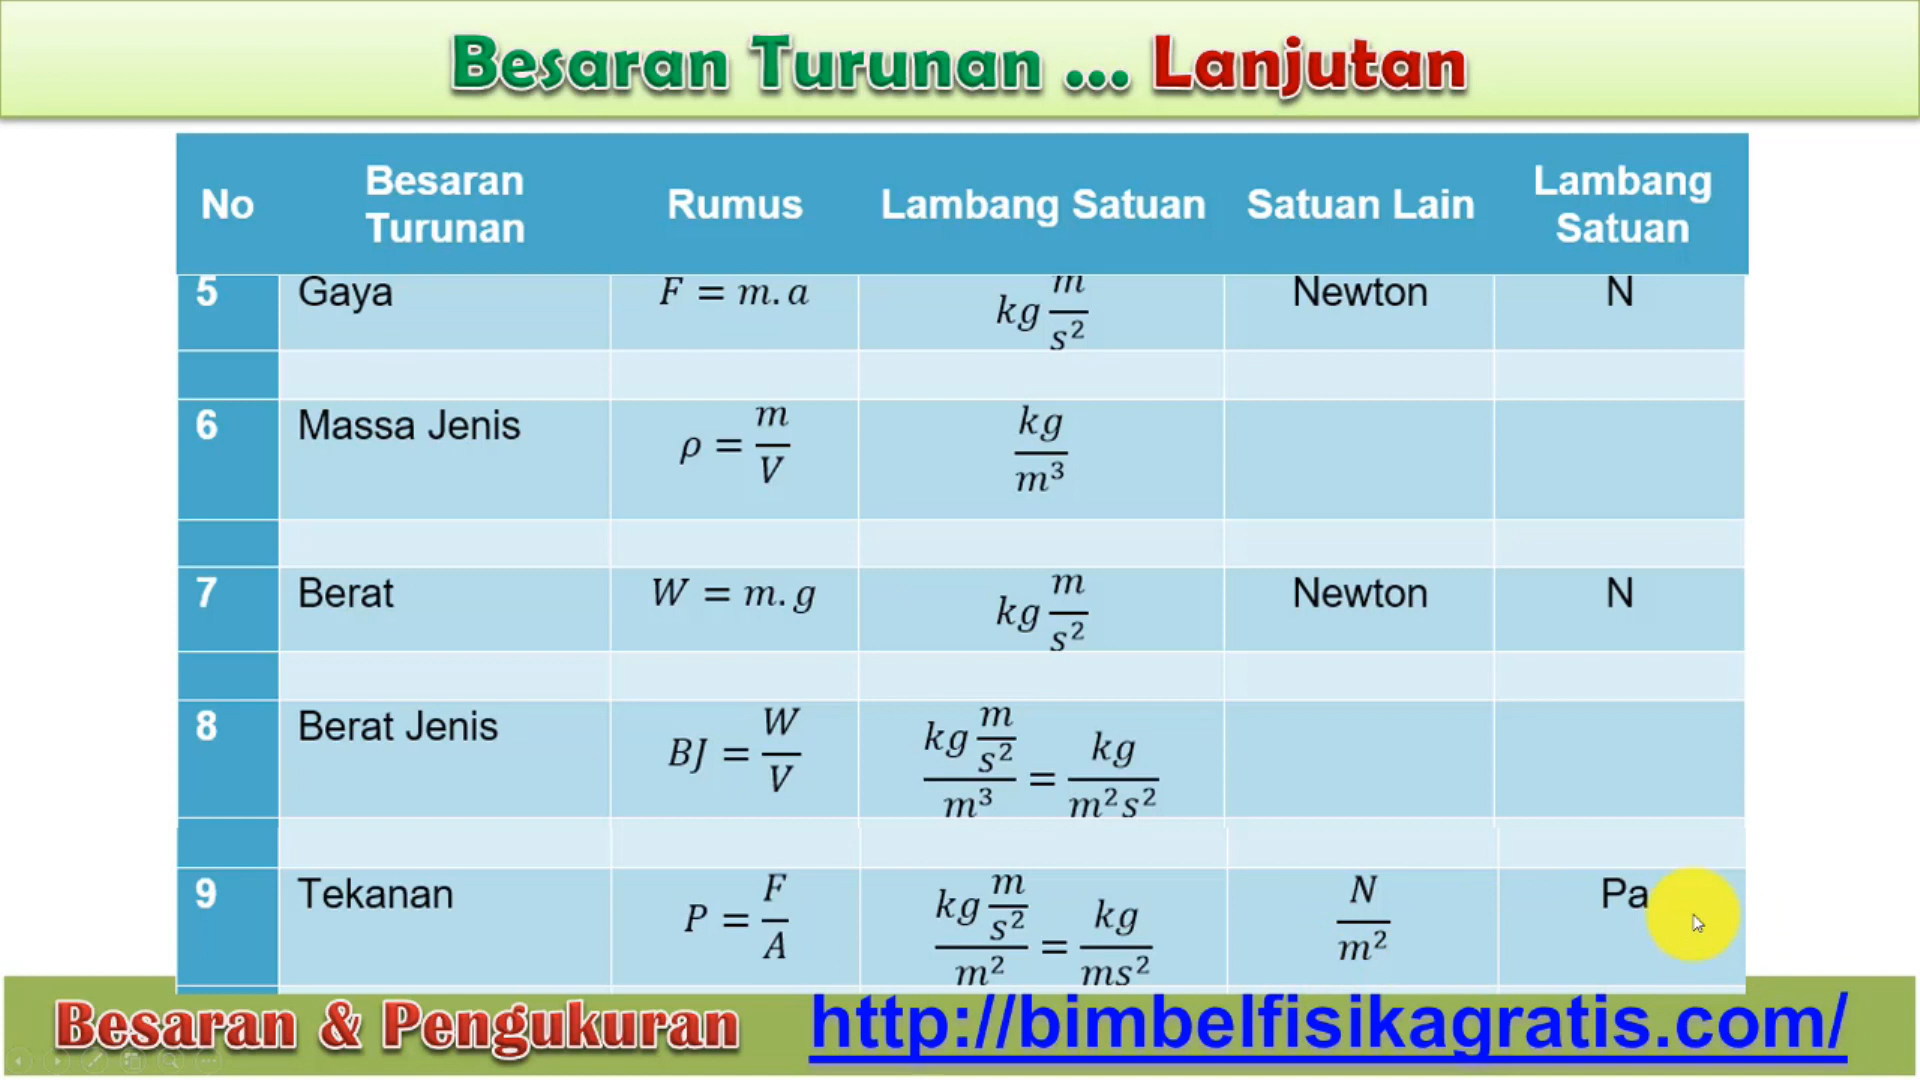 Besaran Turunan ... Lanjutan
No Besaran Turunan Rumus Lambang Satuan Satuan Lain Lambang Satuan
5 Gaya F = m.a kg m/s² Newton N
6 Massa Jenis ρ = m/V kg/m³
7 Berat W = m.g kg m/s² Newton N
8 Berat Jenis BJ = W/V (kg m/s²)/m³ = kg/(m²s²)
9 Tekanan P = F/A (kg m/s²)/m² = kg/(ms²) N/m² Pa
Besaran & Pengukuran http://bimbelfisikagratis.com/